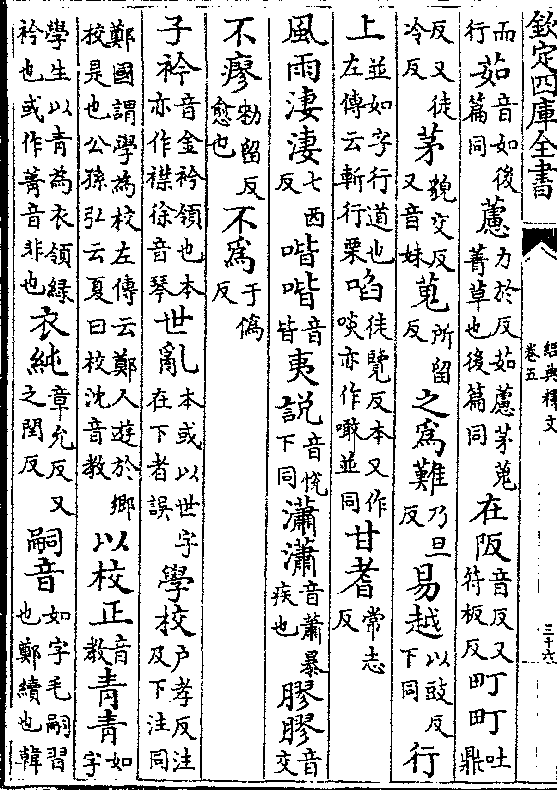 欽定四庫全書
經典釋文
卷五
三十六
而行茹音如後篇同蘆力於反茹蘆茅蒐菁草也後篇同在阪音反又符板反町町吐鼎
反又徒冷反茅貌交反又音妹蒐所留反之為難乃旦反易越以豉反下同行
上並如字行道也左傳云斬行栗啗徒覽反本又作啖亦作噉並同甘耆常志反
風雨淒淒七西反喈喈音皆夷說音悅下同瀟瀟音蕭暴疾也膠膠音交
不瘳勑留反愈也不為于偽反
子衿音金衿領也本亦作襟徐音琴世亂本或以世字在下者誤學校户孝反注及下注同
鄭國謂學為校左傳云鄭人遊於鄉校是也公孫弘云夏曰校沈音教以校正音教青青如字
學生以青為衣領緣衿也或作菁音非也衣純章允反又之閏反嗣音如字毛嗣習也鄭續也韓